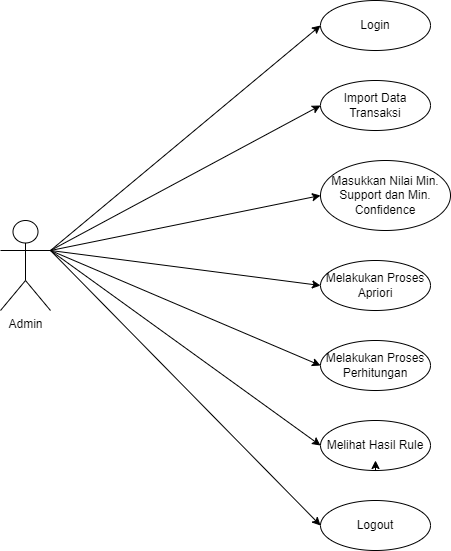 Login
Import Data
Transaksi
Masukkan Nilai Min.
Support dan Min.
Confidence
Melakukan Proses
Apriori
Admin
Melakukan Proses
Perhitungan
Melihat Hasil Rule
Logout